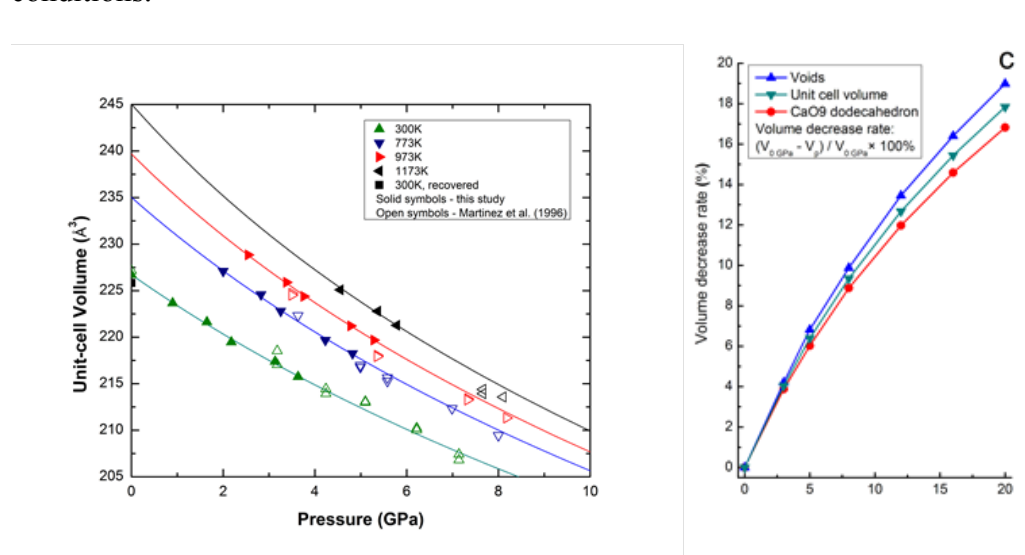 conditions.
245
240
235
230
225
220
215
210
205
0
2
4
6
8
10
Unit-cell Volume (Å³)
Pressure (GPa)
300K
773K
973K
1173K
300K, recovered
Solid symbols - this study
Open symbols - Martinez et al. (1996)
C
20
18
16
14
12
10
8
6
4
2
0
0
5
10
15
20
Volume decrease rate (%)
Voids
Unit cell volume
CaO9 dodecahedron
Volume decrease rate:
(V0 GPa - Vp) / V0 GPa × 100%